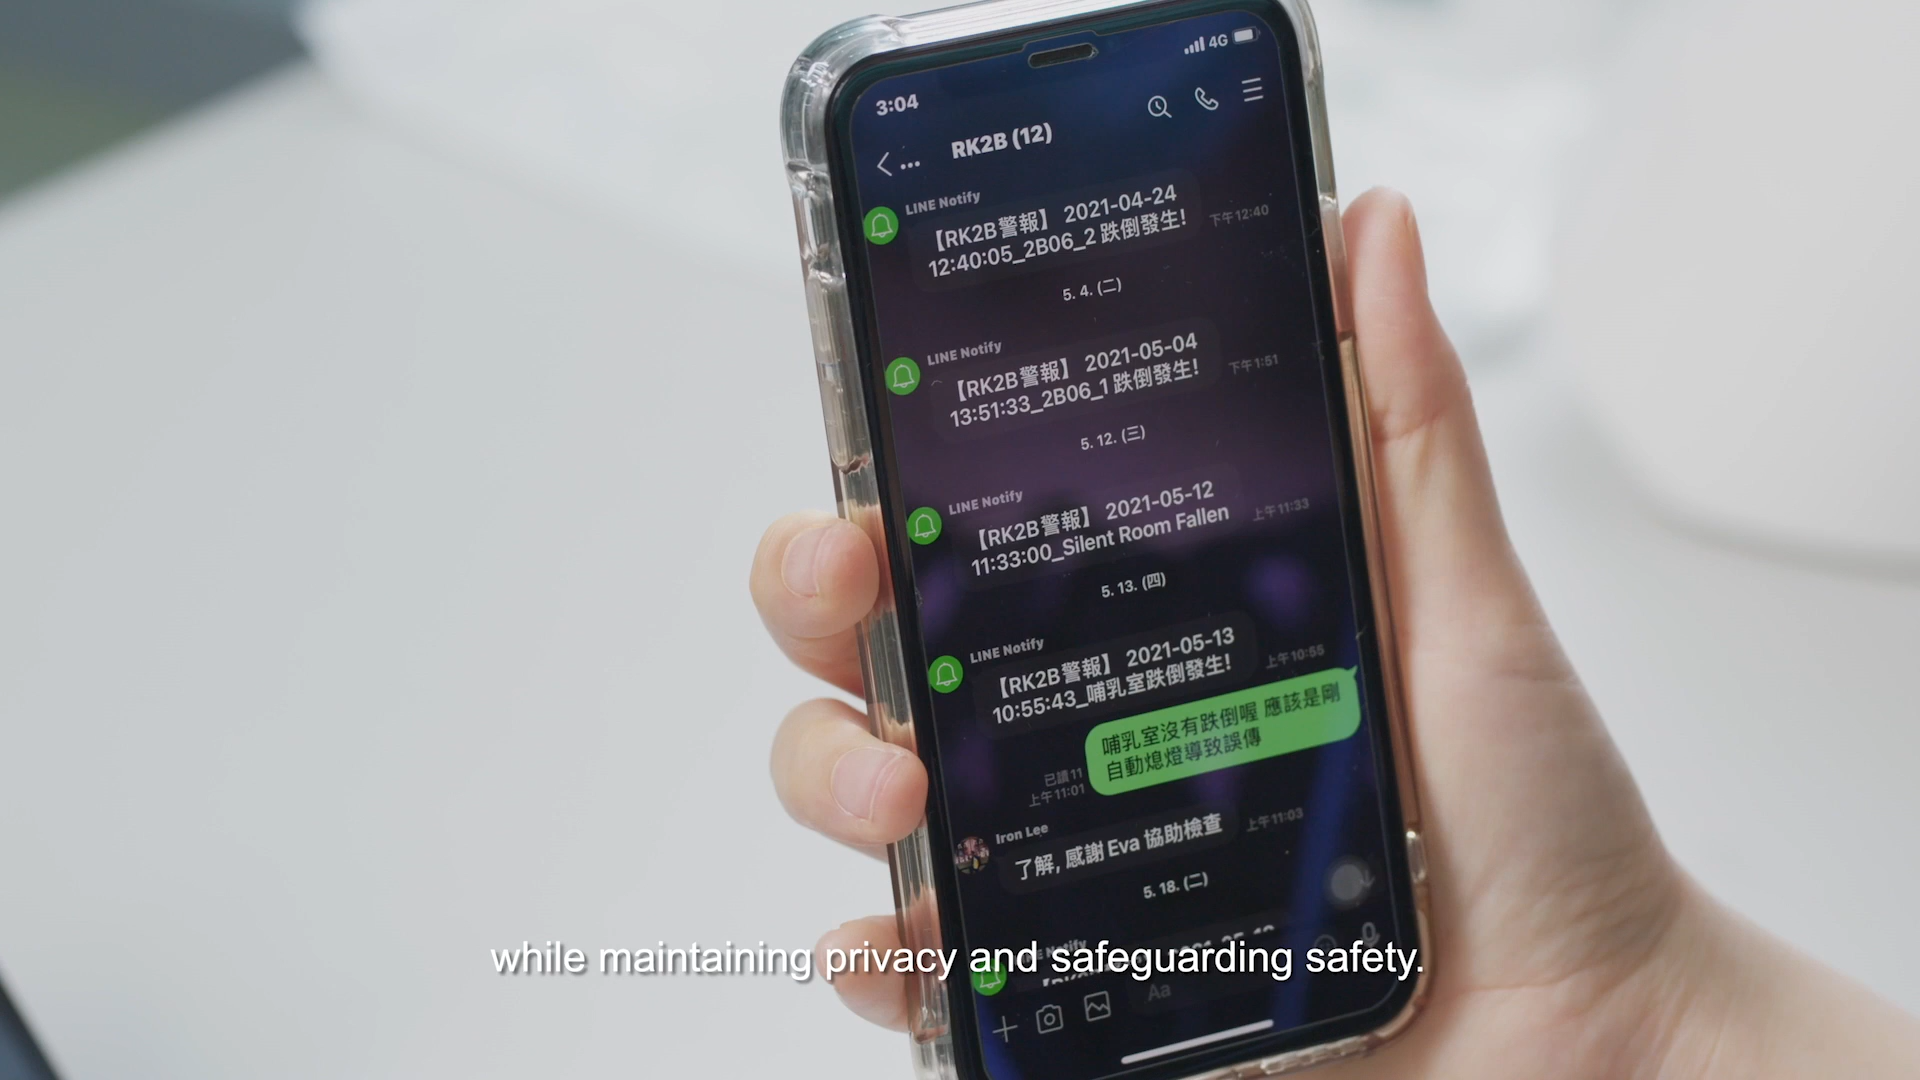 3:04
4G
RK2B (12)
LINE Notify
【RK2B警報】 2021-04-24
12:40:05_2B06_2 跌倒發生!
下午12:40
5. 4. (二)
LINE Notify
【RK2B警報】 2021-05-04
13:51:33_2B06_1 跌倒發生!
下午1:51
5. 12. (三)
LINE Notify
【RK2B警報】 2021-05-12
11:33:00_Silent Room Fallen
上午11:33
5. 13. (四)
LINE Notify
【RK2B警報】 2021-05-13
10:55:43_哺乳室跌倒發生!
上午10:55
哺乳室沒有跌倒喔 應該是剛
自動熄燈導致誤傳
已讀 11
上午11:01
Iron Lee
了解, 感謝 Eva 協助檢查
上午11:03
5. 18. (二)
while maintaining privacy and safeguarding safety.
Aa